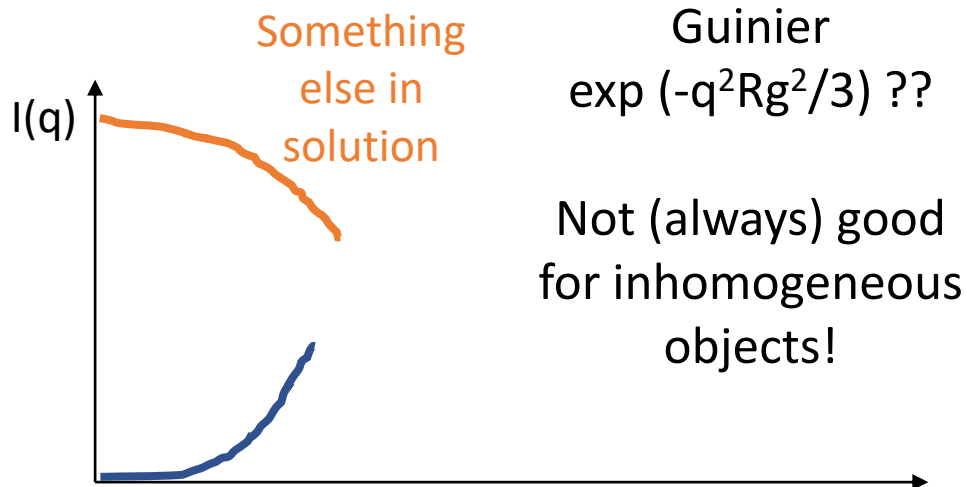 Something
else in
solution
I(q)
Guinier
exp (-q²Rg²/3) ??
Not (always) good
for inhomogeneous
objects!